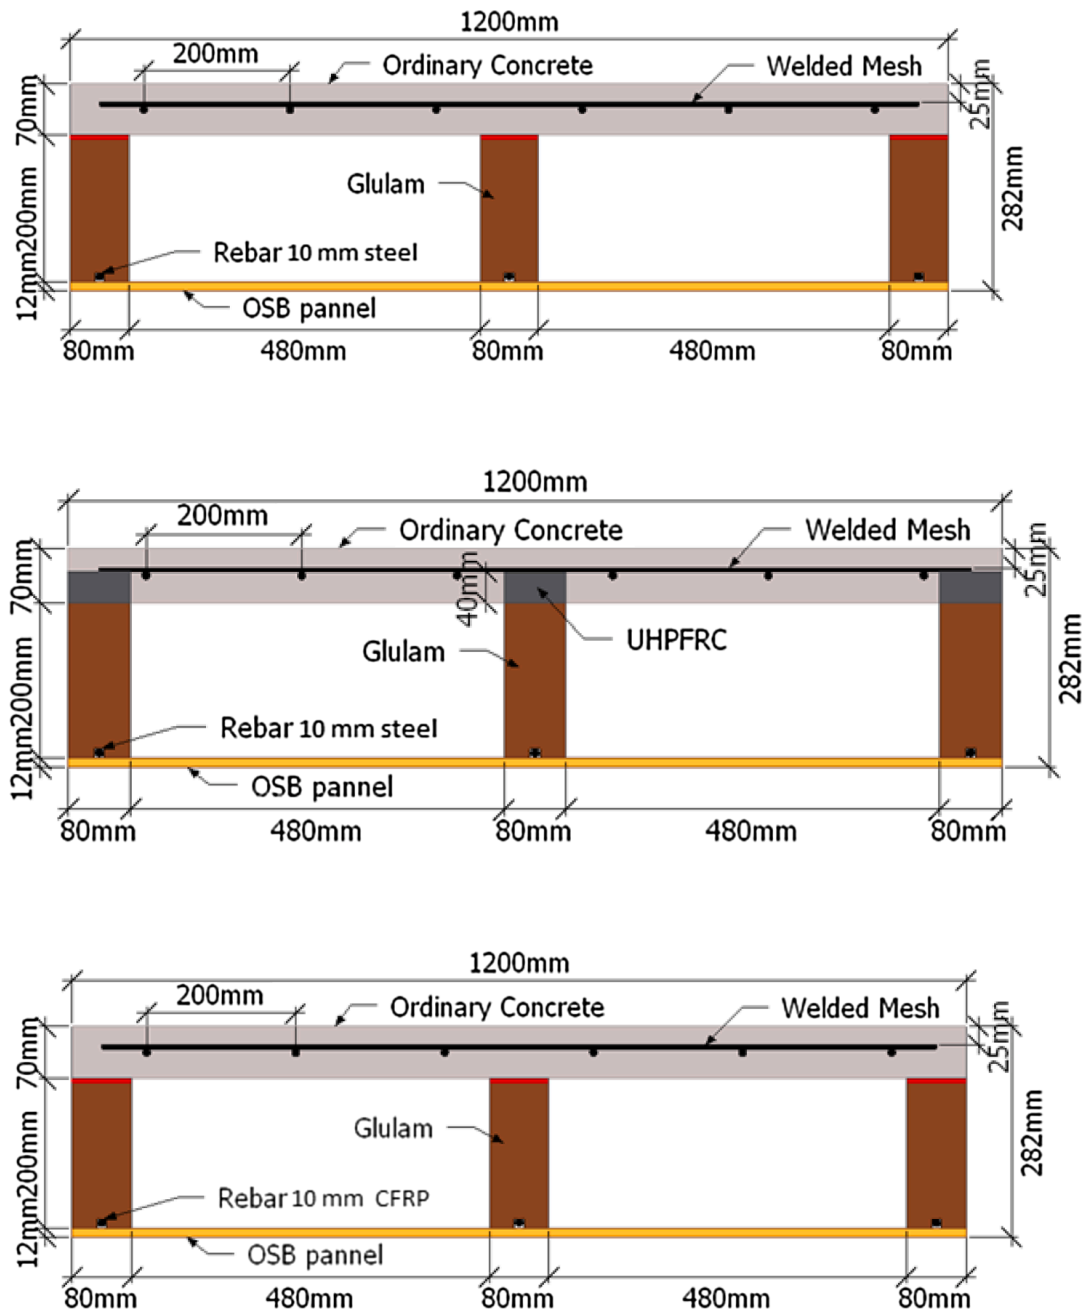 1200mm
200mm
Ordinary Concrete
Welded Mesh
70mm
25mm
Glulam
200mm
282mm
Rebar 10 mm steel
12mm
OSB pannel
80mm
480mm
80mm
480mm
80mm
1200mm
200mm
Ordinary Concrete
Welded Mesh
70mm
25mm
40mm
UHPFRC
Glulam
200mm
282mm
Rebar 10 mm steel
12mm
OSB pannel
80mm
480mm
80mm
480mm
80mm
1200mm
200mm
Ordinary Concrete
Welded Mesh
70mm
25mm
Glulam
200mm
282mm
Rebar 10 mm CFRP
12mm
OSB pannel
80mm
480mm
80mm
480mm
80mm